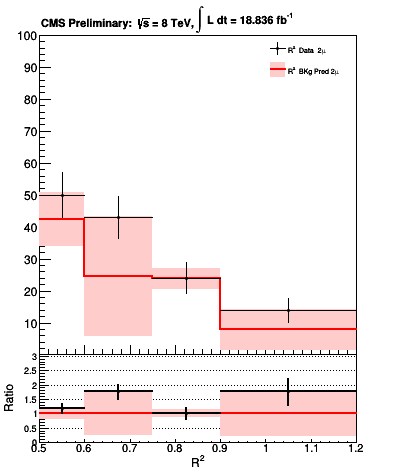 CMS Preliminary: √s = 8 TeV, ∫ L dt = 18.836 fb⁻¹
100
R² Data 2μ
90
R² BKg Pred 2μ
80
70
60
50
40
30
20
10
3
2.5
2
1.5
1
0.5
0
Ratio
0.5 0.6 0.7 0.8 0.9 1 1.1 1.2
R²